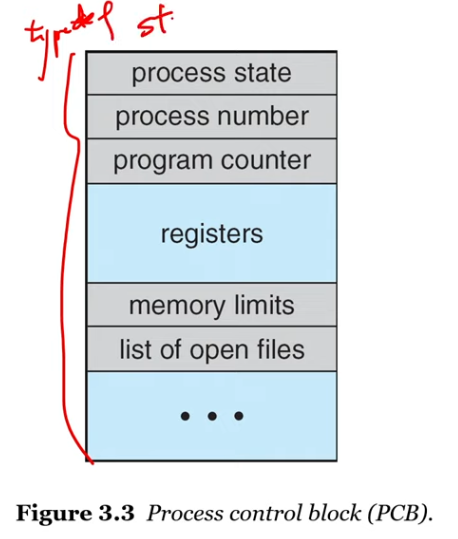 typedef st.
process state
process number
program counter
registers
memory limits
list of open files
• • •
Figure 3.3 Process control block (PCB).